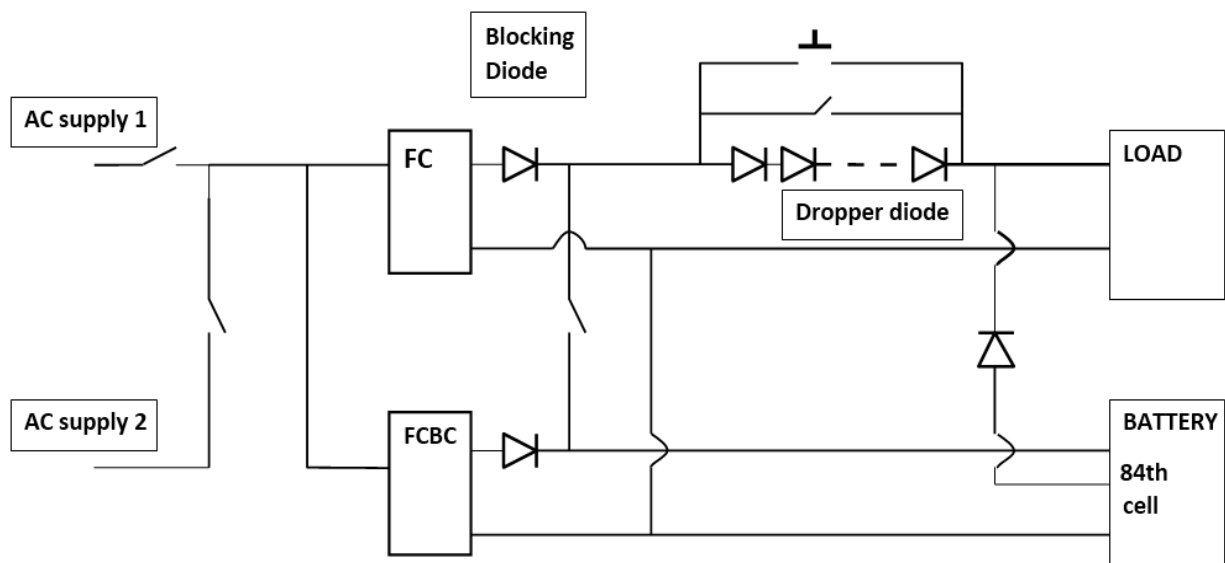 Blocking
Diode
AC supply 1
FC
LOAD
Dropper diode
AC supply 2
FCBC
BATTERY
84th
cell